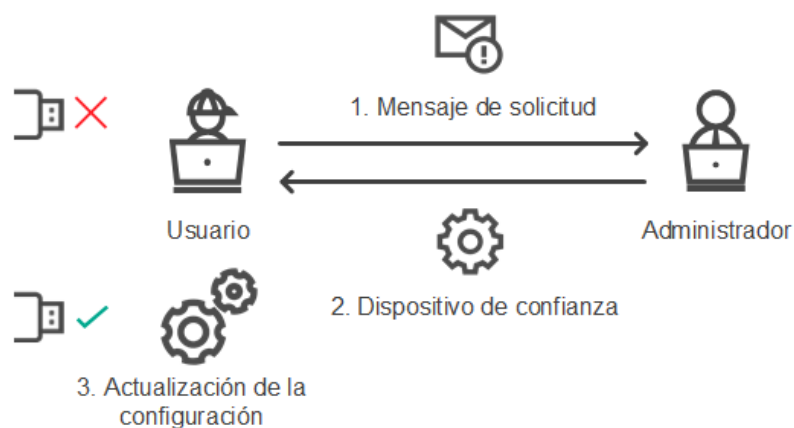 1. Mensaje de solicitud
Usuario
Administrador
2. Dispositivo de confianza
3. Actualización de la
configuración